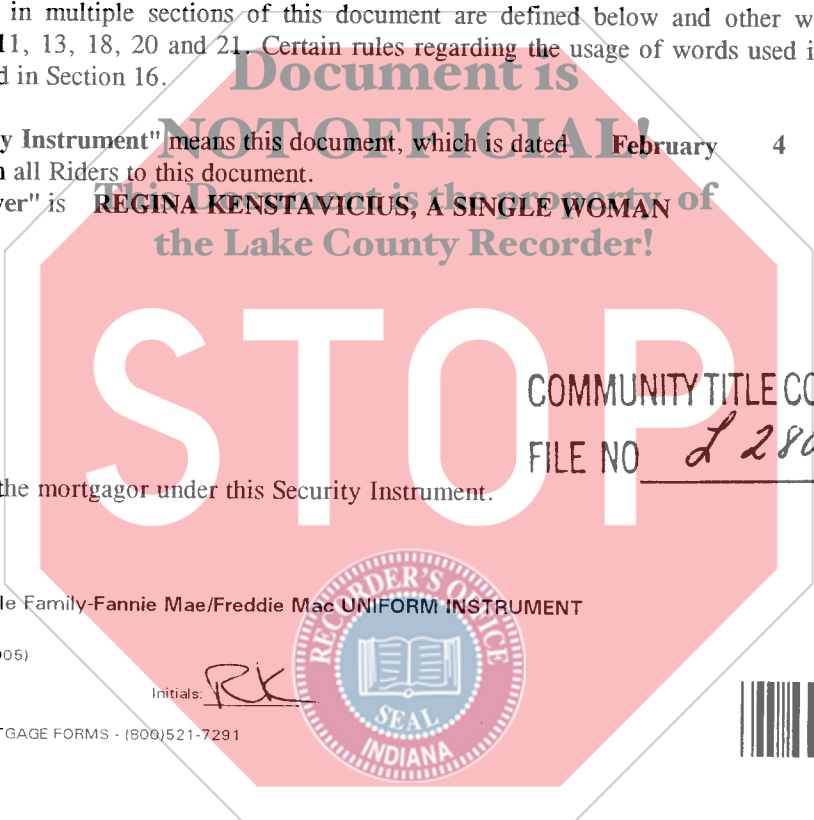 in multiple sections of this document are defined below and other w
11, 13, 18, 20 and 21. Certain rules regarding the usage of words used i
d in Section 16.
Document is
NOT OFFICIAL!
y Instrument" means this document, which is dated February 4
all Riders to this document.
This Document is the property of
er" is REGINA KENSTAVICIUS, A SINGLE WOMAN
the Lake County Recorder!
STOP
COMMUNITY TITLE CO
FILE NO L 280
the mortgagor under this Security Instrument.
le Family-Fannie Mae/Freddie Mac UNIFORM INSTRUMENT
05)
Initials: RK
TGAGE FORMS - (800)521-7291
RECORDER'S OFFICE
SEAL
INDIANA